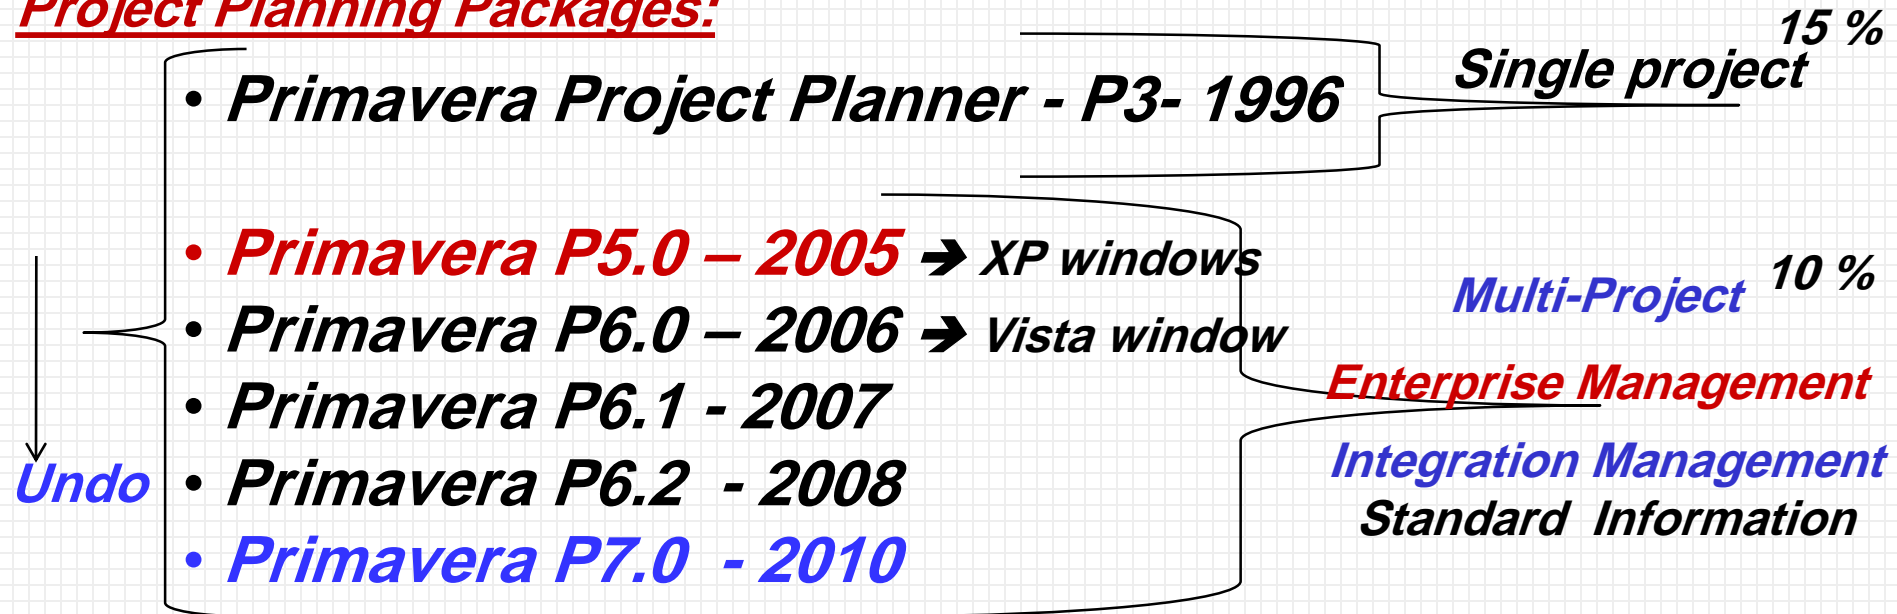 Project Planning Packages:
15 %
Single project
• Primavera Project Planner - P3- 1996
• Primavera P5.0 – 2005 ➔ XP windows
10 %
Multi-Project
• Primavera P6.0 – 2006 ➔ Vista window
Enterprise Management
• Primavera P6.1 - 2007
Integration Management
Undo
• Primavera P6.2 - 2008
Standard Information
• Primavera P7.0 - 2010